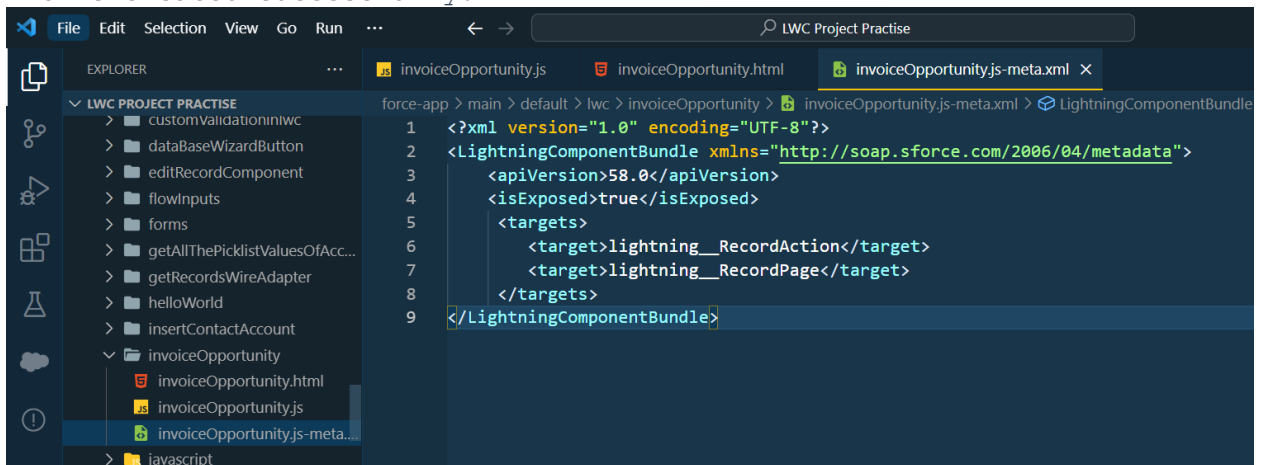 File Edit Selection View Go Run ... ← → LWC Project Practise
EXPLORER ...
LWC PROJECT PRACTISE
customValidationinlwc
dataBaseWizardButton
editRecordComponent
flowInputs
forms
getAllThePicklistValuesOfAcc...
getRecordsWireAdapter
helloWorld
insertContactAccount
invoiceOpportunity
invoiceOpportunity.html
invoiceOpportunity.js
invoiceOpportunity.js-meta....
javascript
JS invoiceOpportunity.js invoiceOpportunity.html invoiceOpportunity.js-meta.xml ×
force-app > main > default > lwc > invoiceOpportunity > invoiceOpportunity.js-meta.xml > LightningComponentBundle
1 <?xml version="1.0" encoding="UTF-8"?>
2 <LightningComponentBundle xmlns="http://soap.sforce.com/2006/04/metadata">
3 <apiVersion>58.0</apiVersion>
4 <isExposed>true</isExposed>
5 <targets>
6 <target>lightning__RecordAction</target>
7 <target>lightning__RecordPage</target>
8 </targets>
9 </LightningComponentBundle>